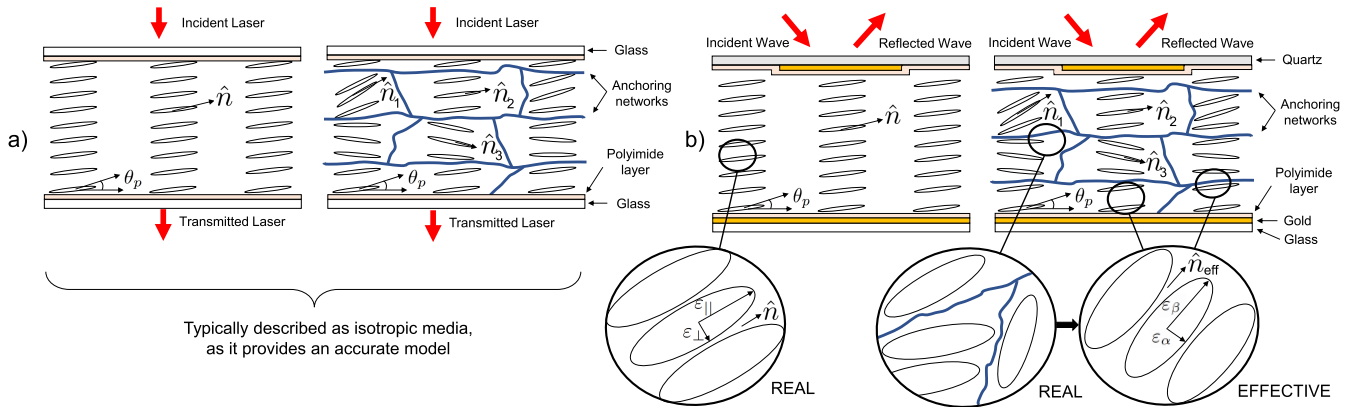 a)
Incident Laser
Incident Laser
Glass
Anchoring
networks
Polyimide
layer
Glass
n̂
n̂₁
n̂₂
n̂₃
θₚ
θₚ
Transmitted Laser
Transmitted Laser
Typically described as isotropic media,
as it provides an accurate model
b)
Incident Wave
Reflected Wave
Incident Wave
Reflected Wave
Quartz
Anchoring
networks
Polyimide
layer
Gold
Glass
n̂
n̂₁
n̂₂
n̂₃
θₚ
θₚ
ε||
ε⊥
n̂
REAL
REAL
n̂eff
εβ
εα
EFFECTIVE